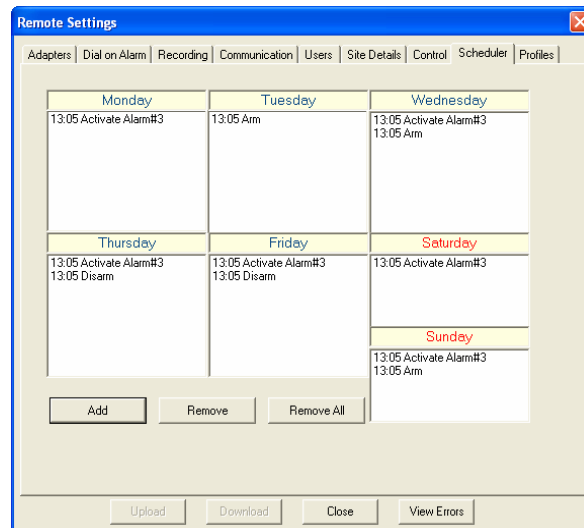 Remote Settings
Adapters Dial on Alarm Recording Communication Users Site Details Control Scheduler Profiles
Monday
13:05 Activate Alarm#3
Tuesday
13:05 Arm
Wednesday
13:05 Activate Alarm#3
13:05 Arm
Thursday
13:05 Activate Alarm#3
13:05 Disarm
Friday
13:05 Activate Alarm#3
13:05 Disarm
Saturday
13:05 Activate Alarm#3
Sunday
13:05 Activate Alarm#3
13:05 Arm
Add Remove Remove All
Upload Download Close View Errors